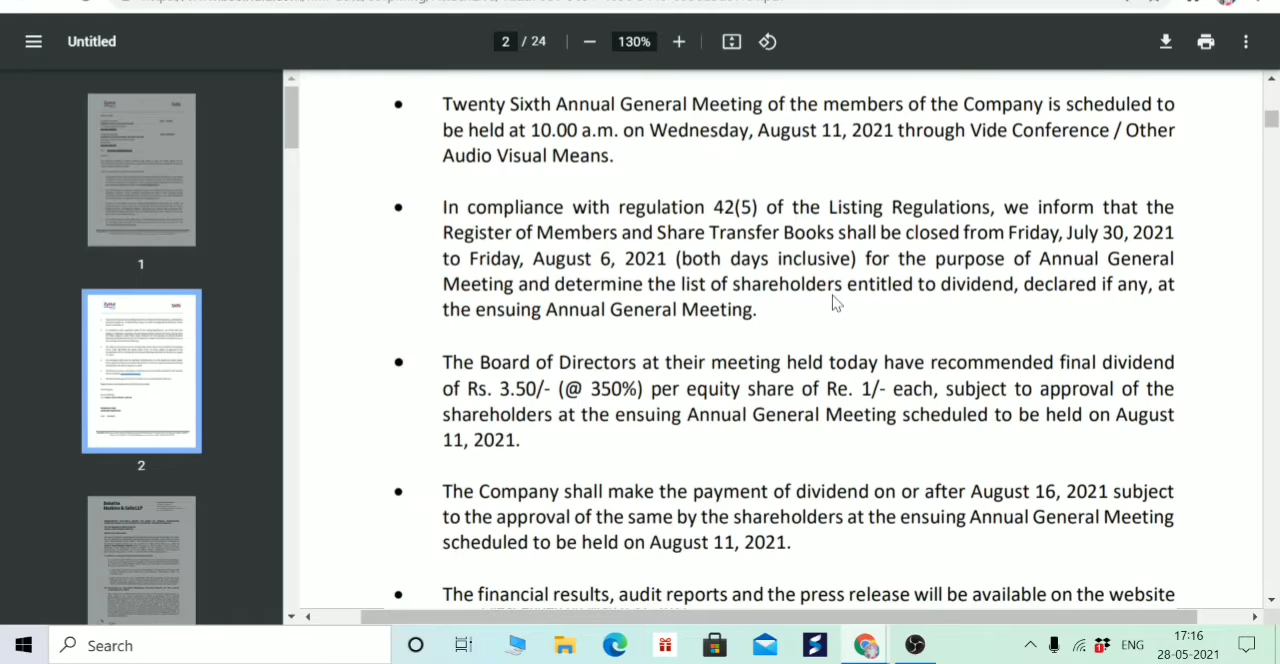 Untitled
2 / 24
130%
Twenty Sixth Annual General Meeting of the members of the Company is scheduled to
be held at 10.00 a.m. on Wednesday, August 11, 2021 through Vide Conference / Other
Audio Visual Means.
In compliance with regulation 42(5) of the Listing Regulations, we inform that the
Register of Members and Share Transfer Books shall be closed from Friday, July 30, 2021
to Friday, August 6, 2021 (both days inclusive) for the purpose of Annual General
Meeting and determine the list of shareholders entitled to dividend, declared if any, at
the ensuing Annual General Meeting.
The Board of Directors at their meeting held today have recommended final dividend
of Rs. 3.50/- (@ 350%) per equity share of Re. 1/- each, subject to approval of the
shareholders at the ensuing Annual General Meeting scheduled to be held on August
11, 2021.
The Company shall make the payment of dividend on or after August 16, 2021 subject
to the approval of the same by the shareholders at the ensuing Annual General Meeting
scheduled to be held on August 11, 2021.
The financial results, audit reports and the press release will be available on the website
1
2
Deloitte
Haskins & Sells LLP
Search
ENG
17:16
28-05-2021